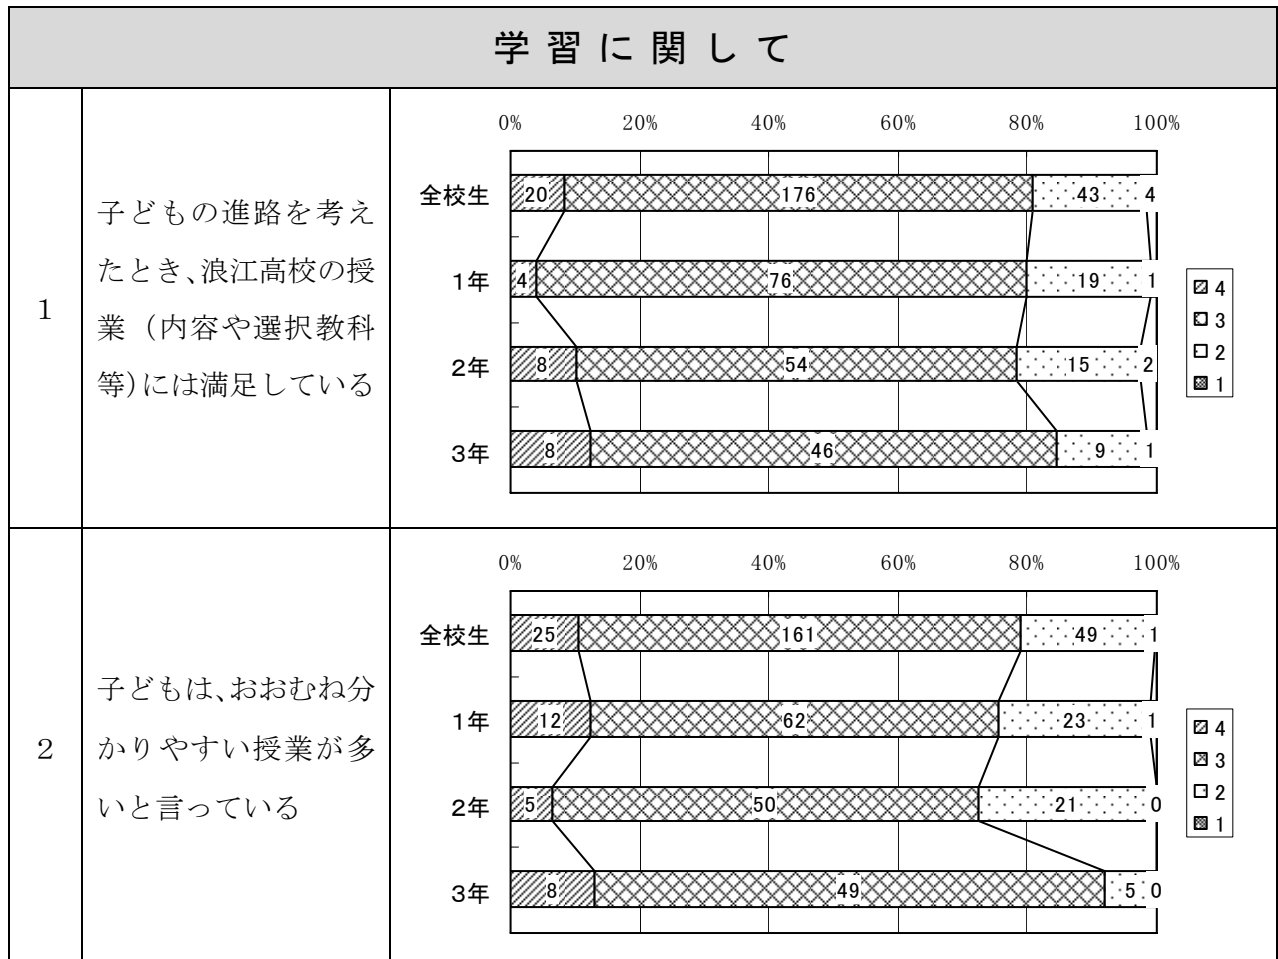 学習に関して
1
子どもの進路を考え
たとき、浪江高校の授
業（内容や選択教科
等）には満足している
0% 20% 40% 60% 80% 100%
全校生 20 176 43 4
1年 4 76 19 1
2年 8 54 15 2
3年 8 46 9 1
4
3
2
1
2
子どもは、おおむね分
かりやすい授業が多
いと言っている
0% 20% 40% 60% 80% 100%
全校生 25 161 49 1
1年 12 62 23 1
2年 5 50 21 0
3年 8 49 5 0
4
3
2
1